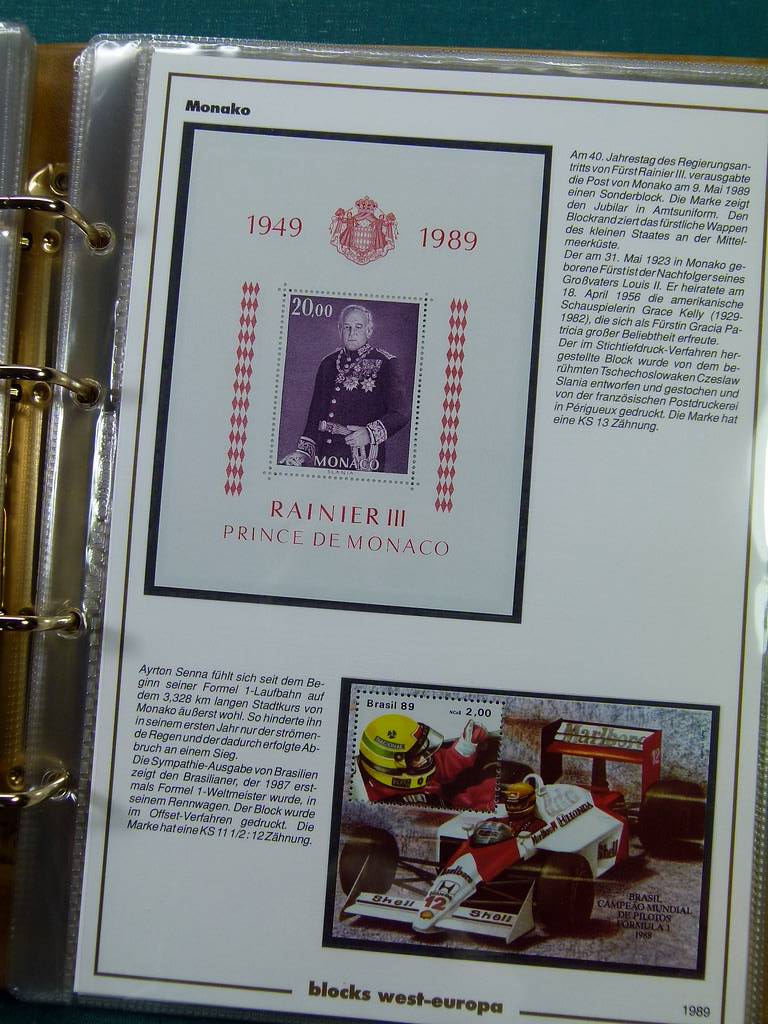 Monako
1949
1989
20,00
MONACO
SLANIA
RAINIER III
PRINCE DE MONACO
Am 40. Jahrestag des Regierungsan-
tritts von Fürst Rainier III. verausgabte
die Post von Monako am 9. Mai 1989
einen Sonderblock. Die Marke zeigt
den Jubilar in Amtsuniform. Den
Blockrand ziert das fürstliche Wappen
des kleinen Staates an der Mittel-
meerküste.
Der am 31. Mai 1923 in Monako ge-
borene Fürst ist der Nachfolger seines
Großvaters Louis II. Er heiratete am
18. April 1956 die amerikanische
Schauspielerin Grace Kelly (1929-
1982), die sich als Fürstin Gracia Pa-
tricia großer Beliebtheit erfreute.
Der im Stichtiefdruck-Verfahren her-
gestellte Block wurde von dem be-
rühmten Tschechoslowaken Czeslaw
Slania entworfen und gestochen und
von der französischen Postdruckerei
in Périgueux gedruckt. Die Marke hat
eine KS 13 Zähnung.
Ayrton Senna fühlt sich seit dem Be-
ginn seiner Formel 1-Laufbahn auf
dem 3,328 km langen Stadtkurs von
Monako äußerst wohl. So hinderte ihn
in seinem ersten Jahr nur der strömen-
de Regen und der dadurch erfolgte Ab-
bruch an einem Sieg.
Die Sympathie-Ausgabe von Brasilien
zeigt den Brasilianer, der 1987 erst-
mals Formel 1-Weltmeister wurde, in
seinem Rennwagen. Der Block wurde
im Offset-Verfahren gedruckt. Die
Marke hat eine KS 11 1/2 : 12 Zähnung.
Brasil 89
NCz$ 2,00
Marlboro
12
Marlboro HONDA
Shell
Marlboro
HONDA
Shell 12 Shell
BRASIL
CAMPEÃO MUNDIAL
DE PILOTOS
FÓRMULA 1
1988
blocks west-europa
1989